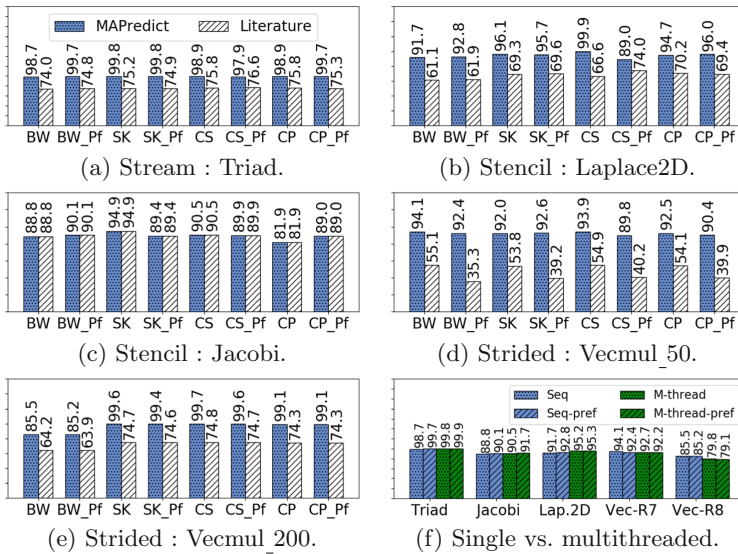 MAPredict Literature
98.7 74.0 99.7 74.8 99.8 75.2 99.8 74.9 98.9 75.8 97.9 76.6 98.9 75.8 99.7 75.3
BW BW_Pf SK SK_Pf CS CS_Pf CP CP_Pf
(a) Stream : Triad.
91.7 61.1 92.8 61.9 96.1 69.3 95.7 69.6 99.9 66.6 89.0 74.0 94.7 70.2 96.0 69.4
BW BW_Pf SK SK_Pf CS CS_Pf CP CP_Pf
(b) Stencil : Laplace2D.
88.8 88.8 90.1 90.1 94.9 94.9 89.4 89.4 90.5 90.5 89.9 89.9 81.9 81.9 89.0 89.0
BW BW_Pf SK SK_Pf CS CS_Pf CP CP_Pf
(c) Stencil : Jacobi.
94.1 55.1 92.4 35.3 92.0 53.8 92.6 39.2 93.9 54.9 89.8 40.2 92.5 54.1 90.4 39.9
BW BW_Pf SK SK_Pf CS CS_Pf CP CP_Pf
(d) Strided : Vecmul_50.
85.5 64.2 85.2 63.9 99.6 74.7 99.4 74.6 99.7 74.8 99.6 74.7 99.1 74.3 99.1 74.3
BW BW_Pf SK SK_Pf CS CS_Pf CP CP_Pf
(e) Strided : Vecmul_200.
Seq M-thread
Seq-pref M-thread-pref
98.7 99.7 99.8 99.9 88.8 90.1 90.5 91.7 91.7 92.8 95.2 95.3 94.1 92.4 92.7 92.2 85.5 85.2 79.8 79.1
Triad Jacobi Lap.2D Vec-R7 Vec-R8
(f) Single vs. multithreaded.